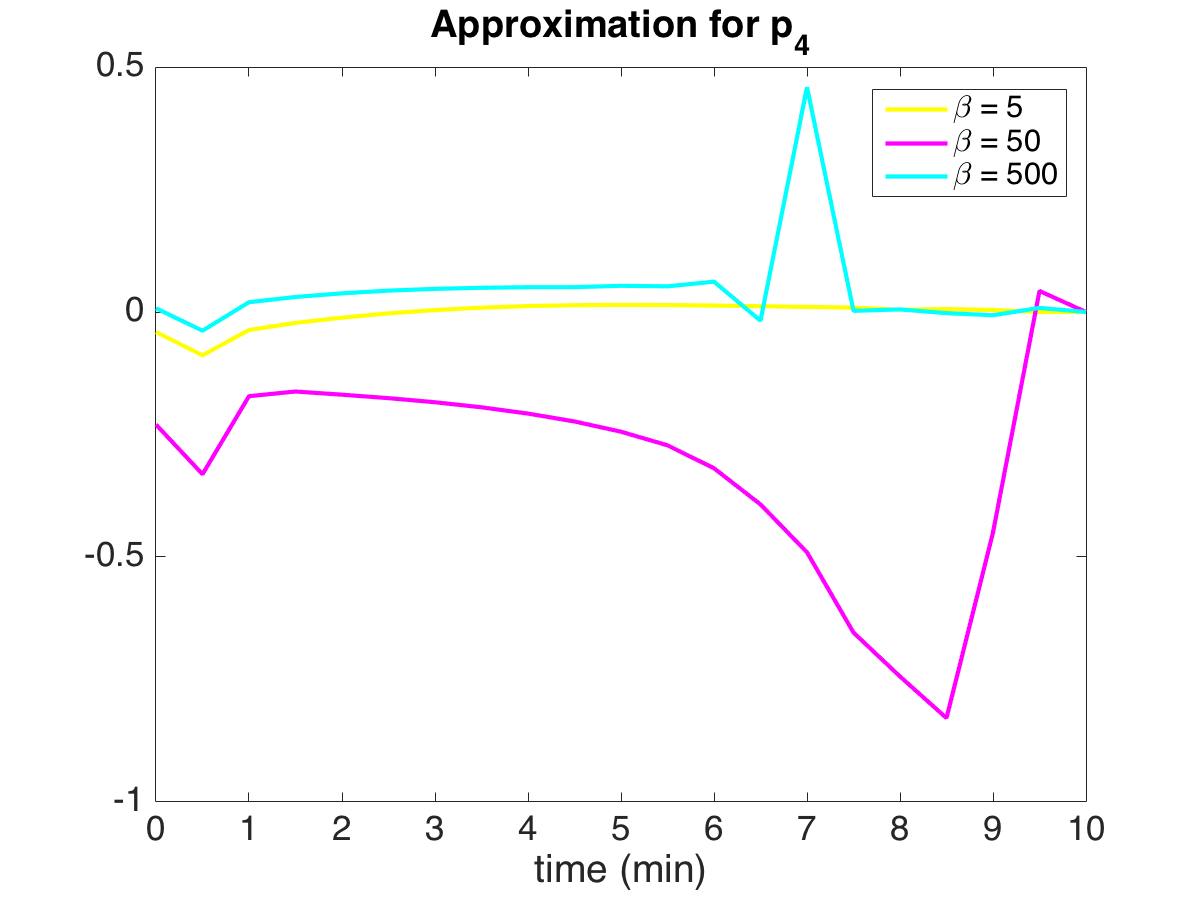 Approximation for p4
0.5
0
-0.5
-1
β = 5
β = 50
β = 500
0 1 2 3 4 5 6 7 8 9 10
time (min)